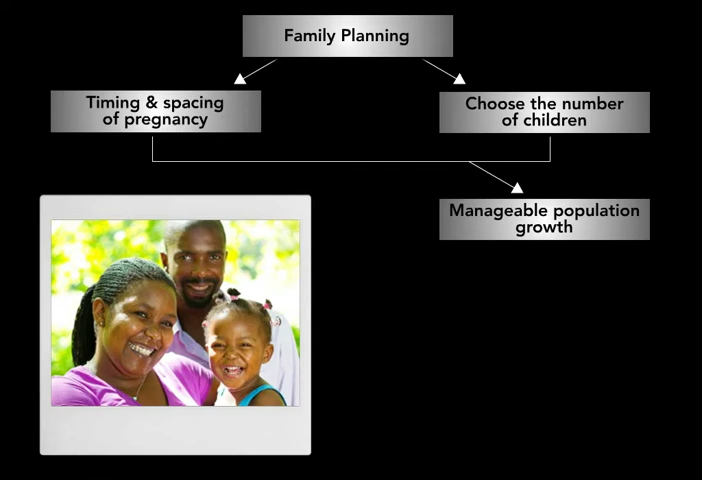 Family Planning
Timing & spacing
of pregnancy
Choose the number
of children
Manageable population
growth